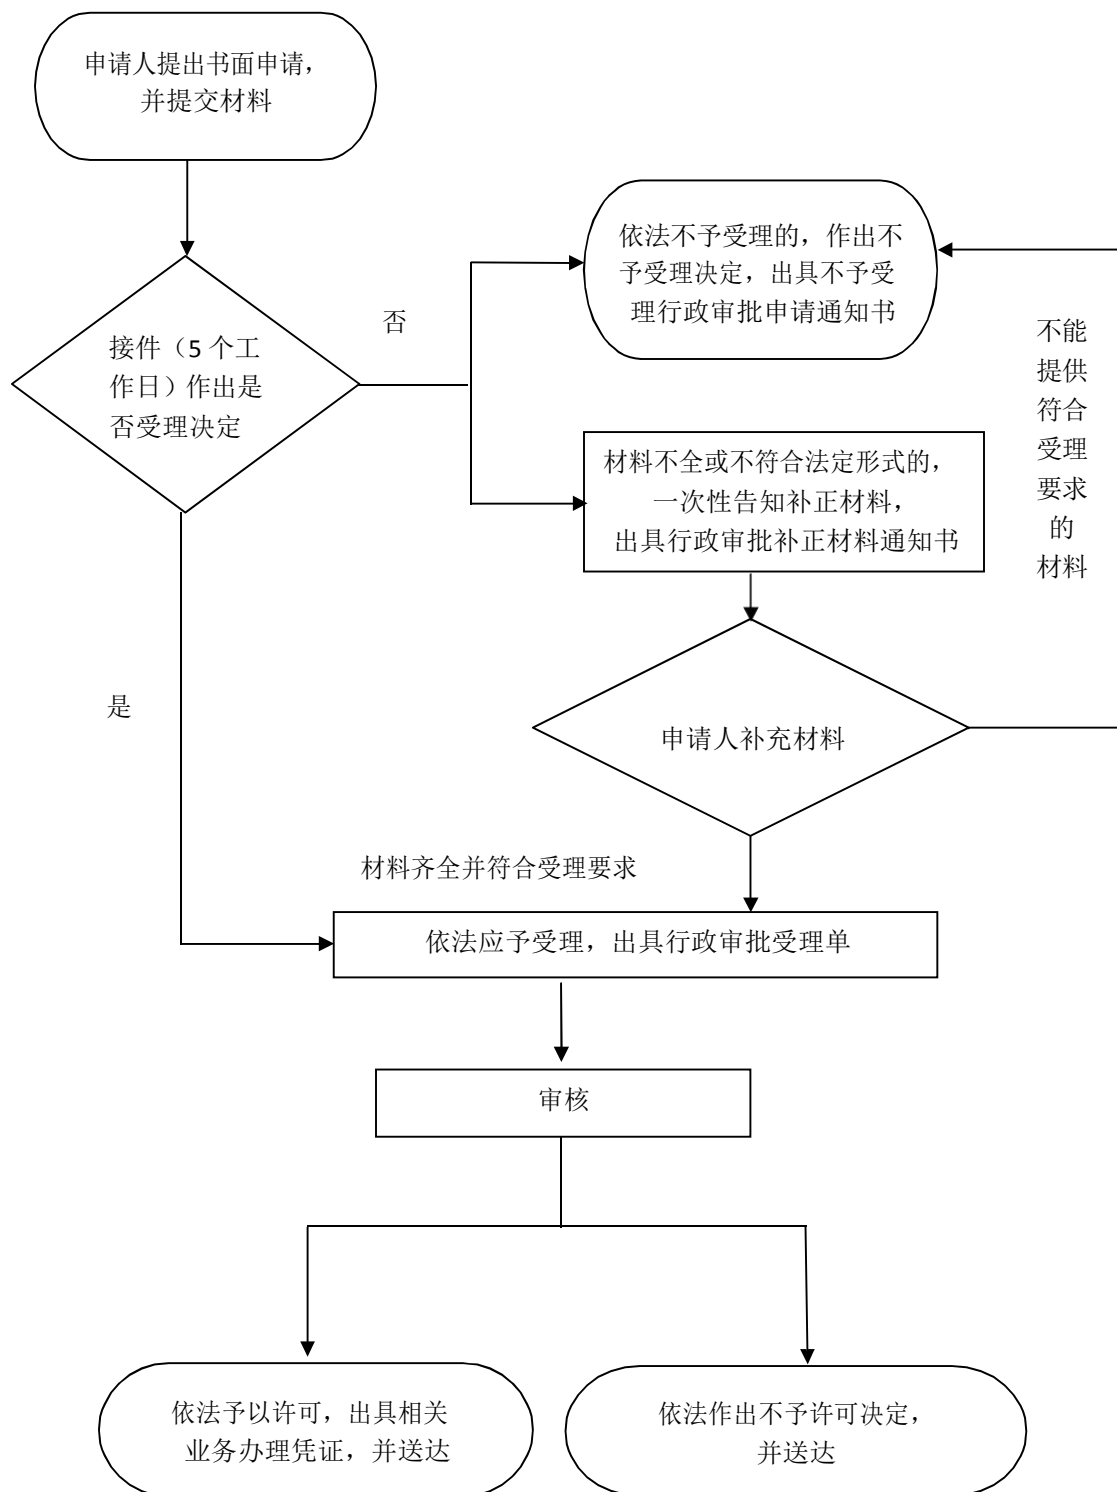 申请人提出书面申请，
并提交材料
依法不予受理的，作出不
予受理决定，出具不予受
理行政审批申请通知书
否
接件（5 个工
作日）作出是
否受理决定
不能
提供
符合
受理
要求
的
材料
材料不全或不符合法定形式的，
一次性告知补正材料，
出具行政审批补正材料通知书
是
申请人补充材料
材料齐全并符合受理要求
依法应予受理，出具行政审批受理单
审核
依法予以许可，出具相关
业务办理凭证，并送达
依法作出不予许可决定，
并送达